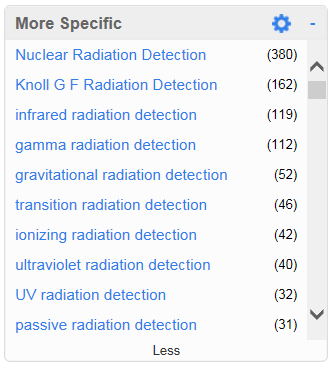 More Specific -
Nuclear Radiation Detection (380)
Knoll G F Radiation Detection (162)
infrared radiation detection (119)
gamma radiation detection (112)
gravitational radiation detection (52)
transition radiation detection (46)
ionizing radiation detection (42)
ultraviolet radiation detection (40)
UV radiation detection (32)
passive radiation detection (31)
Less